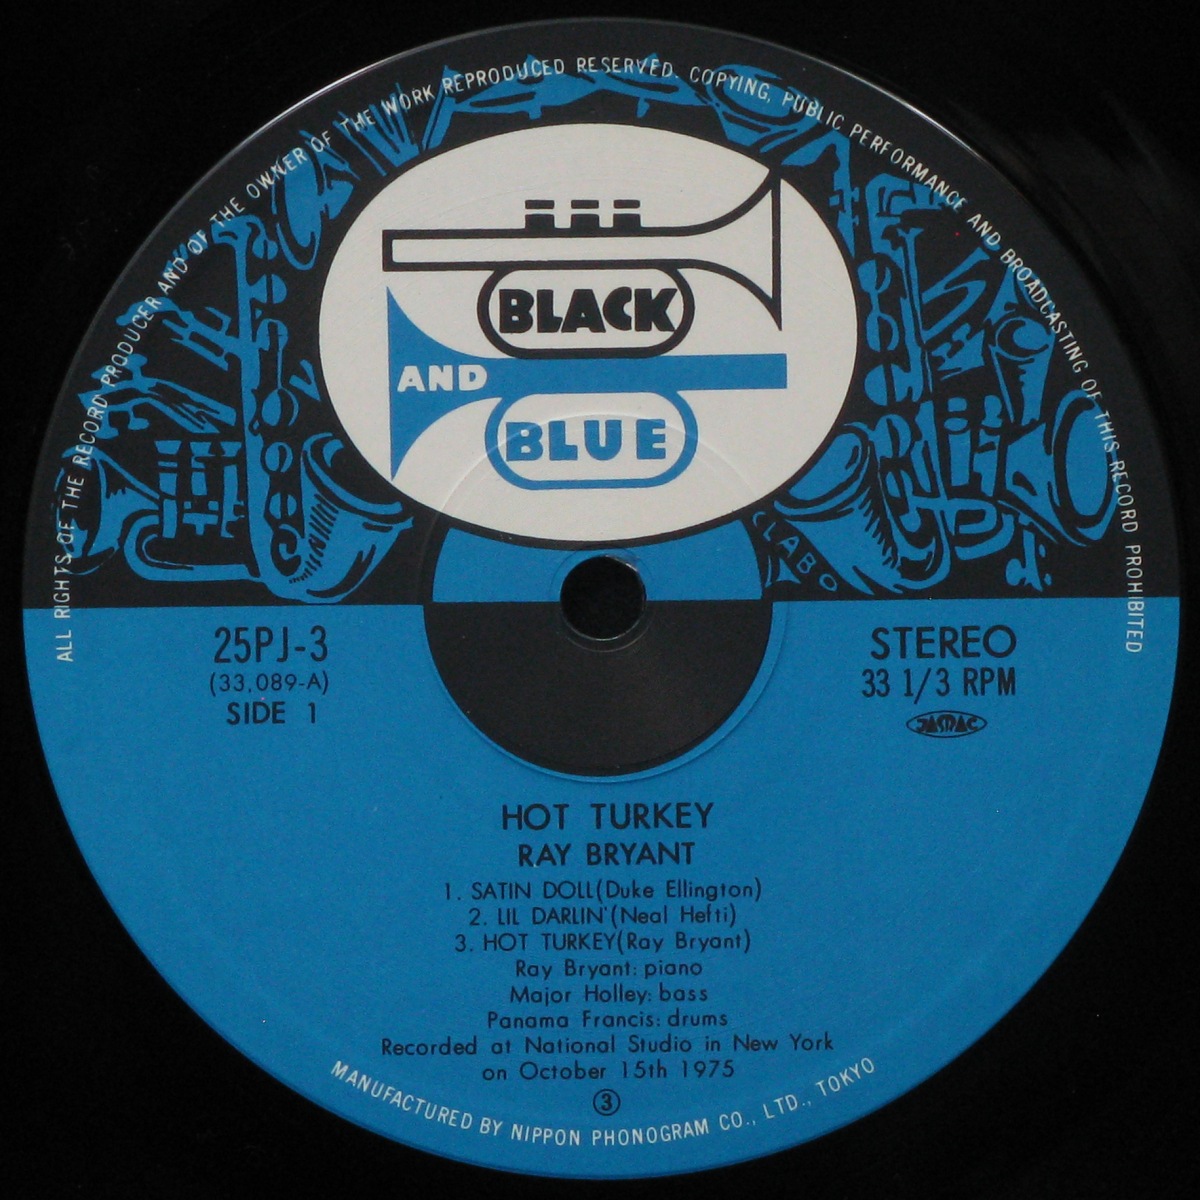 ALL RIGHTS OF THE RECORD PRODUCER AND OF THE OWNER OF THE WORK REPRODUCED RESERVED. COPYING, PUBLIC PERFORMANCE AND BROADCASTING OF THIS RECORD PROHIBITED
BLACK
AND
BLUE
CLABO
25PJ-3
(33,089-A)
SIDE 1
STEREO
33 1/3 RPM
JASRAC
HOT TURKEY
RAY BRYANT
1. SATIN DOLL(Duke Ellington)
2. LIL DARLIN'(Neal Hefti)
3. HOT TURKEY(Ray Bryant)
Ray Bryant: piano
Major Holley: bass
Panama Francis: drums
Recorded at National Studio in New York
on October 15th 1975
③
MANUFACTURED BY NIPPON PHONOGRAM CO., LTD., TOKYO